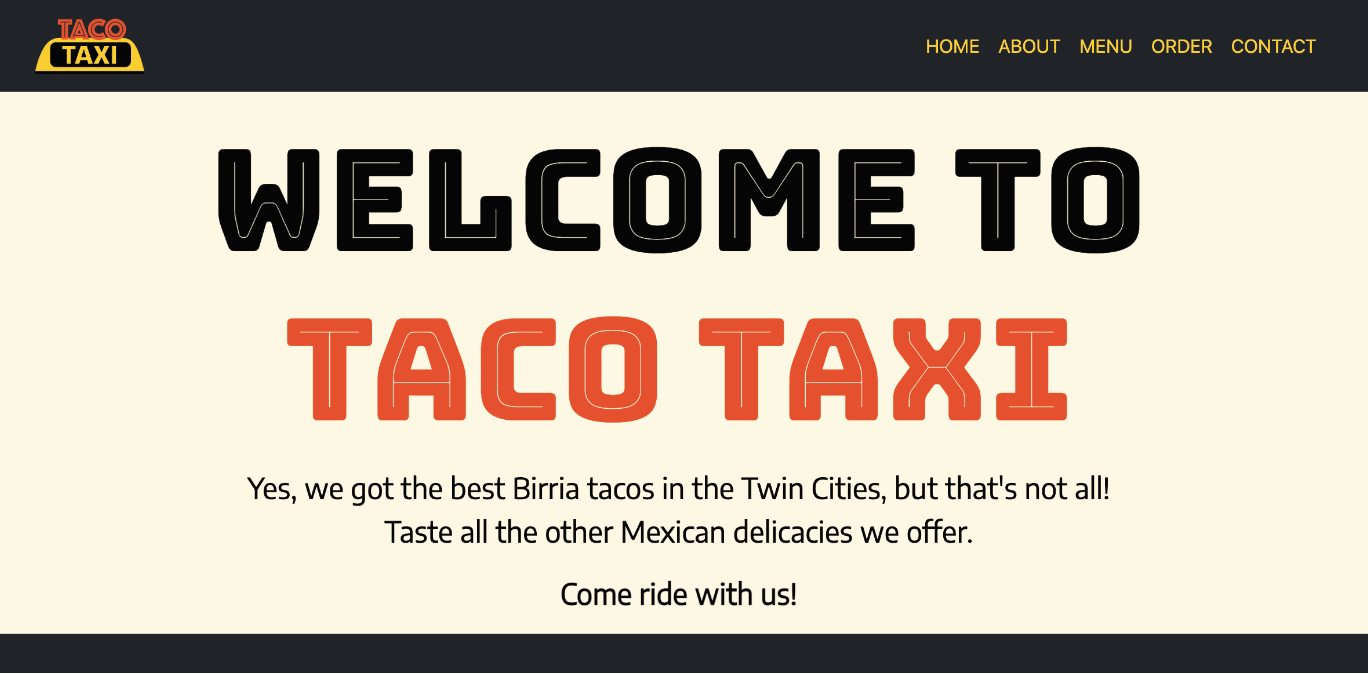 TACO
TAXI
HOME ABOUT MENU ORDER CONTACT
WELCOME TO
TACO TAXI
Yes, we got the best Birria tacos in the Twin Cities, but that's not all!
Taste all the other Mexican delicacies we offer.
Come ride with us!